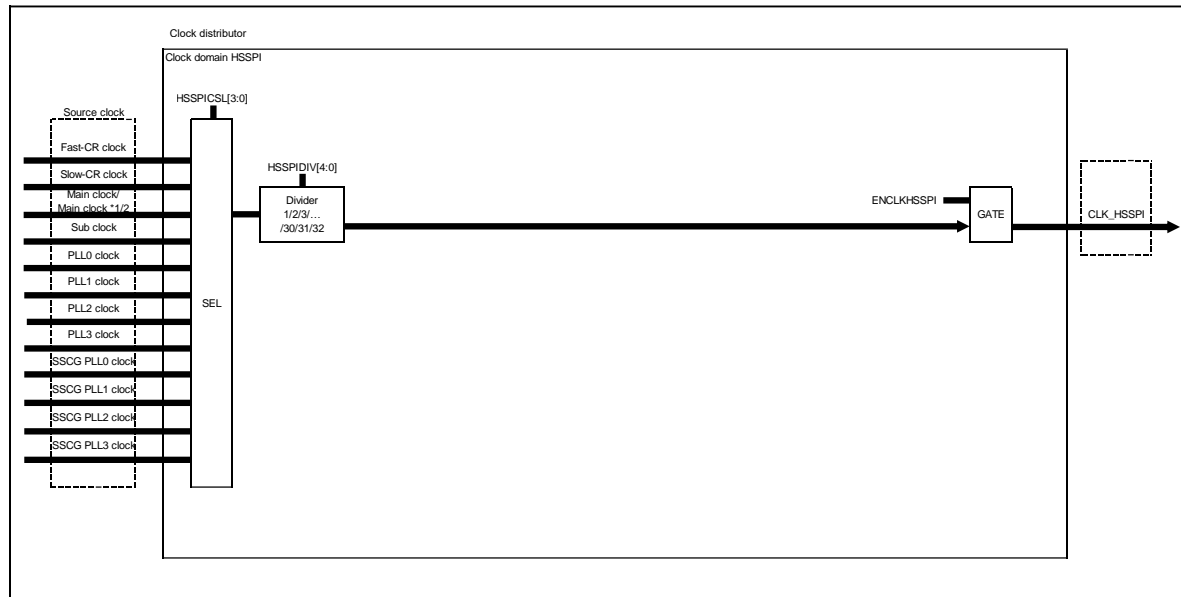 Clock distributor
Clock domain HSSPI
HSSPICSL[3:0]
Source clock
Fast-CR clock
Slow-CR clock
Main clock/
Main clock *1/2
Sub clock
PLL0 clock
PLL1 clock
PLL2 clock
PLL3 clock
SSCG PLL0 clock
SSCG PLL1 clock
SSCG PLL2 clock
SSCG PLL3 clock
SEL
HSSPIDIV[4:0]
Divider
1/2/3/...
/30/31/32
ENCLKHSSPI
GATE
CLK_HSSPI